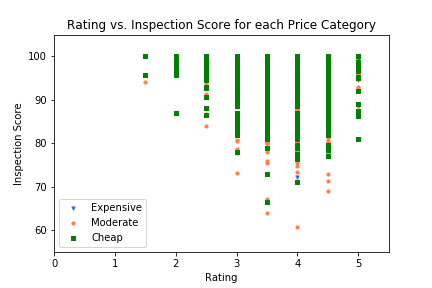 Rating vs. Inspection Score for each Price Category
Inspection Score
100
90
80
70
60
Expensive
Moderate
Cheap
0
1
2
3
4
5
Rating